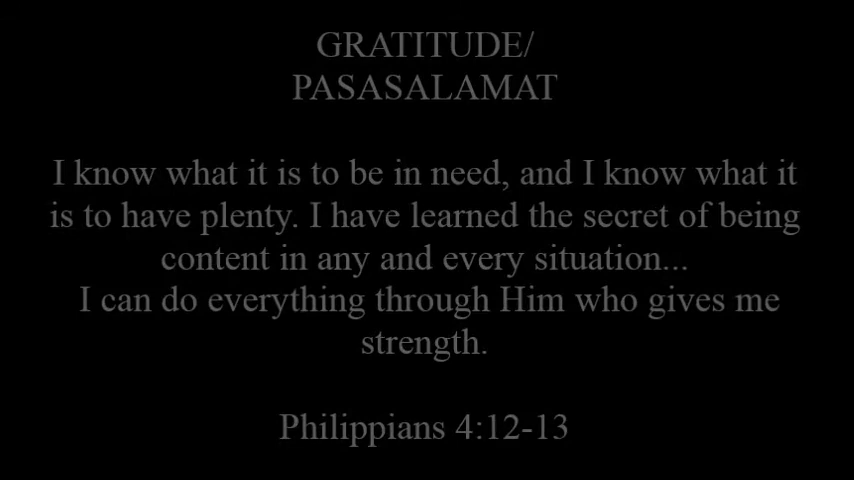 GRATITUDE/
PASASALAMAT
I know what it is to be in need, and I know what it
is to have plenty. I have learned the secret of being
content in any and every situation...
I can do everything through Him who gives me
strength.
Philippians 4:12-13